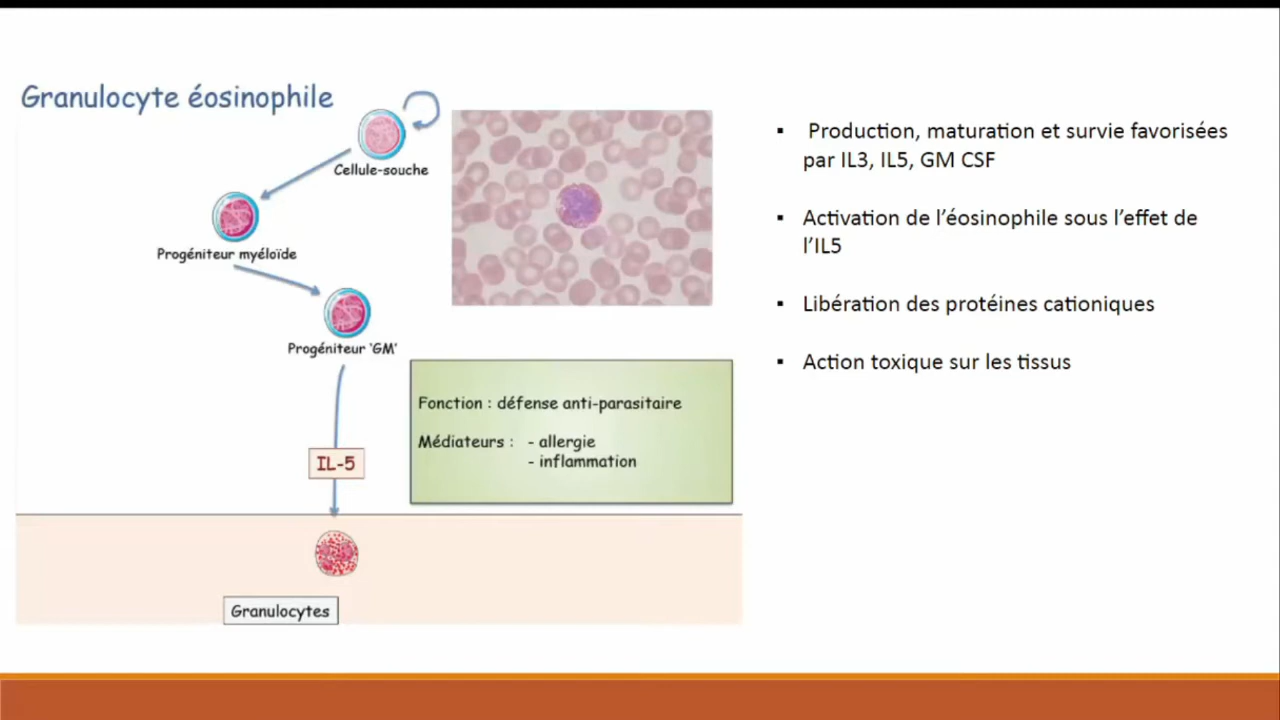 Granulocyte éosinophile
Cellule-souche
Progéniteur myéloïde
Progéniteur ‘GM’
IL-5
Granulocytes
Fonction : défense anti-parasitaire
Médiateurs : - allergie
- inflammation
▪ Production, maturation et survie favorisées
par IL3, IL5, GM CSF
▪ Activation de l’éosinophile sous l’effet de
l’IL5
▪ Libération des protéines cationiques
▪ Action toxique sur les tissus